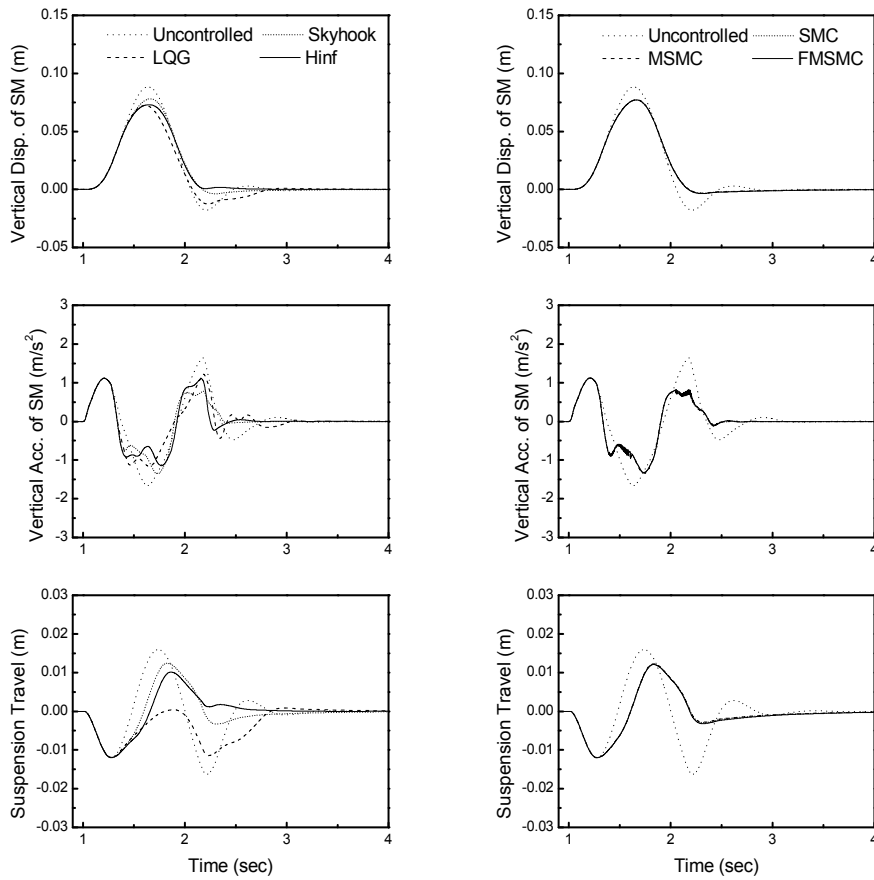 Uncontrolled Skyhook
LQG Hinf
Vertical Disp. of SM (m)
0.15
0.10
0.05
0.00
-0.05
1 2 3 4
Uncontrolled SMC
MSMC FMSMC
Vertical Disp. of SM (m)
0.15
0.10
0.05
0.00
-0.05
1 2 3 4
Vertical Acc. of SM (m/s²)
3
2
1
0
-1
-2
-3
1 2 3 4
Vertical Acc. of SM (m/s²)
3
2
1
0
-1
-2
-3
1 2 3 4
Suspension Travel (m)
0.03
0.02
0.01
0.00
-0.01
-0.02
-0.03
1 2 3 4
Time (sec)
Suspension Travel (m)
0.03
0.02
0.01
0.00
-0.01
-0.02
-0.03
1 2 3 4
Time (sec)